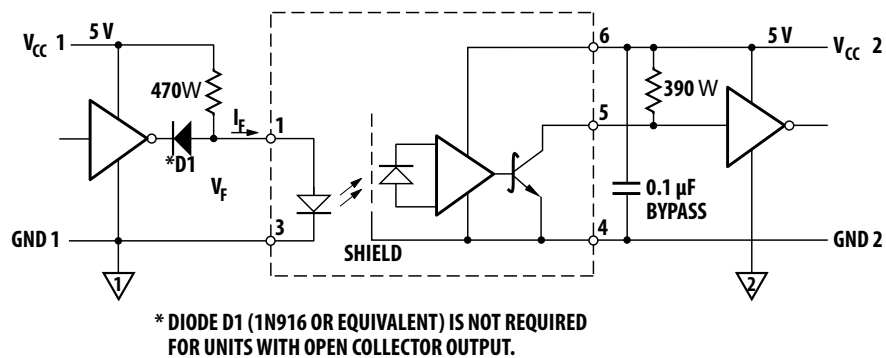 V_CC 1
5 V
470W
I_F
1
*D1
V_F
GND 1
3
1
SHIELD
6
5
4
5 V
V_CC 2
390 W
0.1 µF
BYPASS
GND 2
2
* DIODE D1 (1N916 OR EQUIVALENT) IS NOT REQUIRED
FOR UNITS WITH OPEN COLLECTOR OUTPUT.